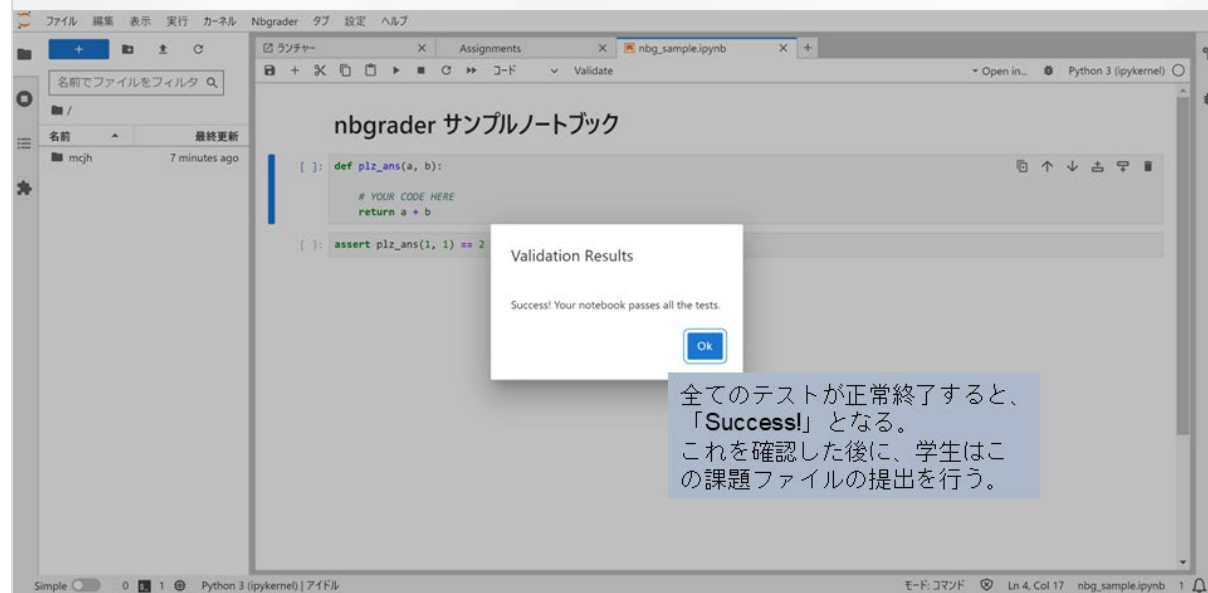 ファイル 編集 表示 実行 カーネル Nbgrader タブ 設定 ヘルプ
ランチャー × Assignments × nbg_sample.ipynb × +
コード Validate Open in... Python 3 (ipykernel)
名前でファイルをフィルタ
/
名前 最終更新
mcjh 7 minutes ago
nbgrader サンプルノートブック
[ ]: def plz_ans(a, b):
# YOUR CODE HERE
return a + b
[ ]: assert plz_ans(1, 1) == 2
Validation Results
Success! Your notebook passes all the tests.
Ok
全てのテストが正常終了すると、
「Success!」となる。
これを確認した後に、学生はこ
の課題ファイルの提出を行う。
Simple 0 1 Python 3 (ipykernel) | アイドル モード: コマンド Ln 4, Col 17 nbg_sample.ipynb 1